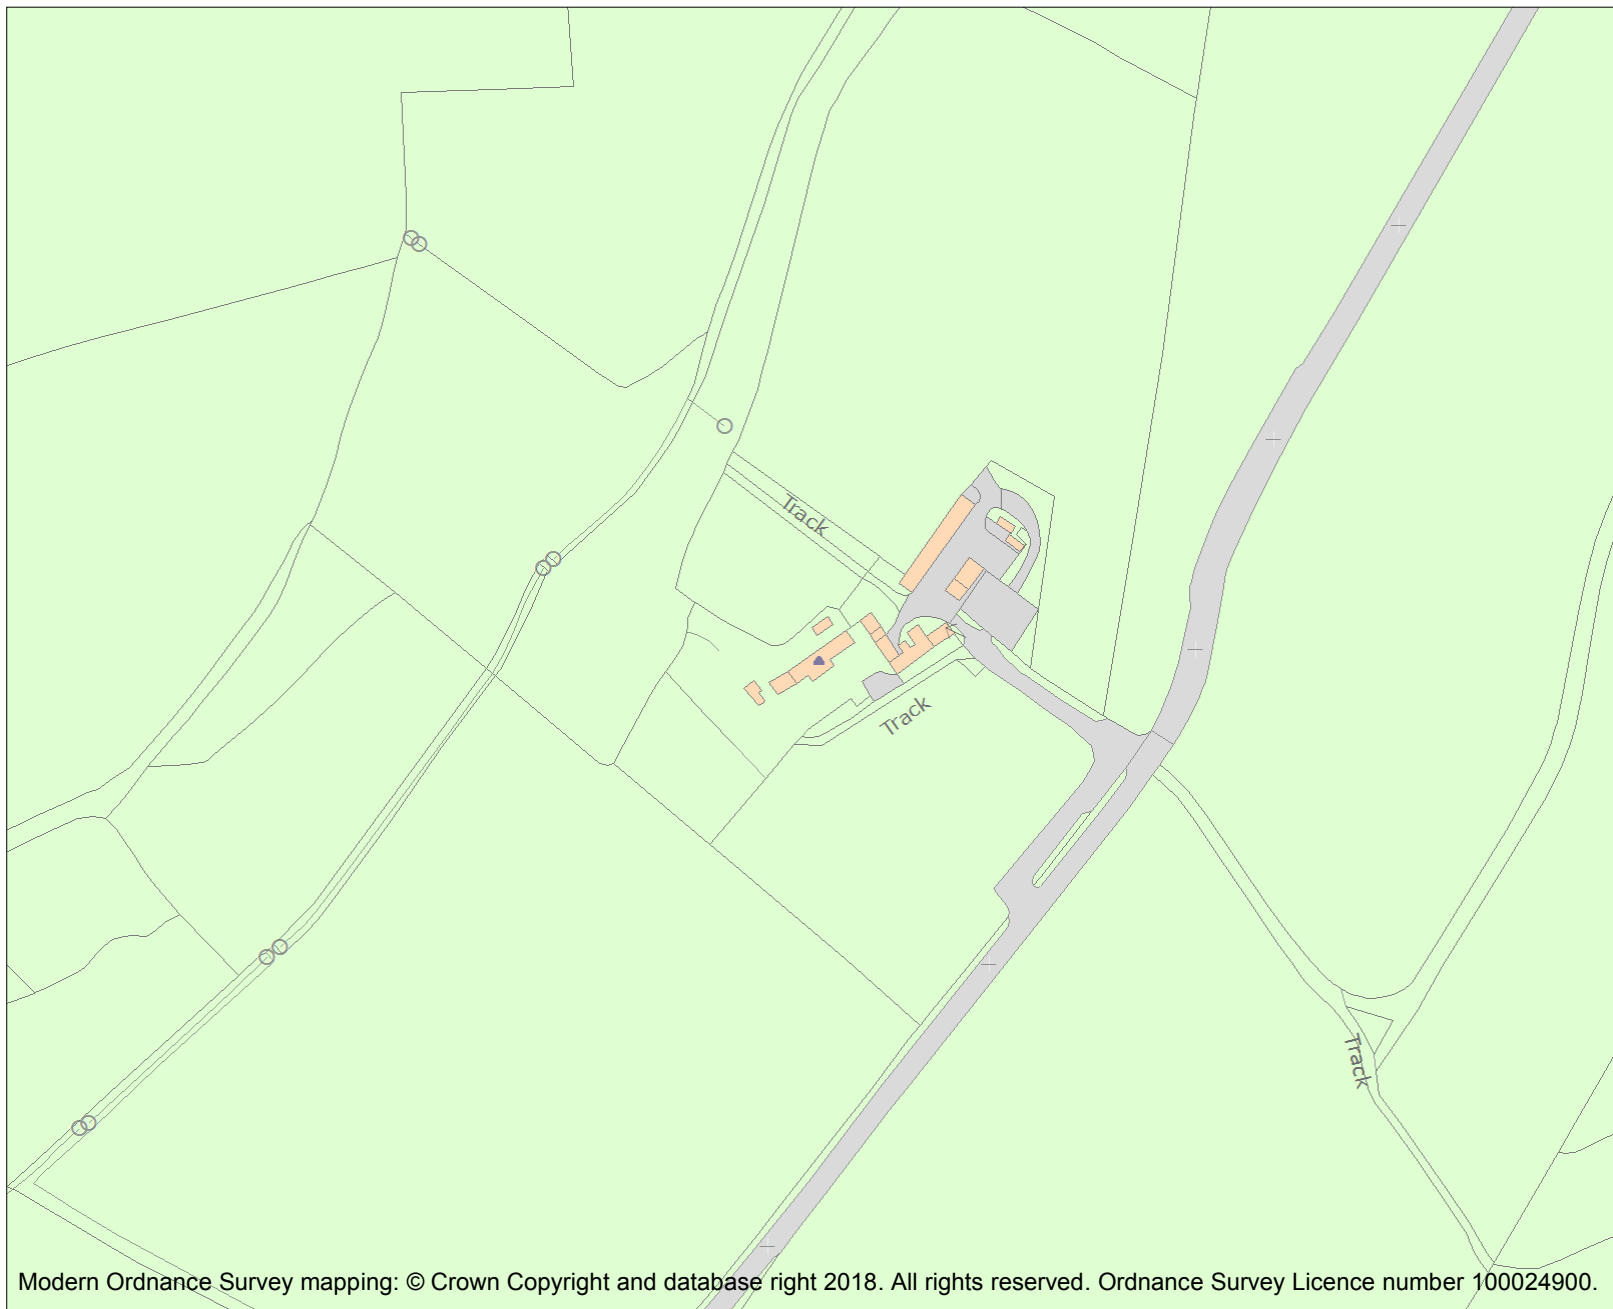 Track
Track
Track
Modern Ordnance Survey mapping: © Crown Copyright and database right 2018. All rights reserved. Ordnance Survey Licence number 100024900.